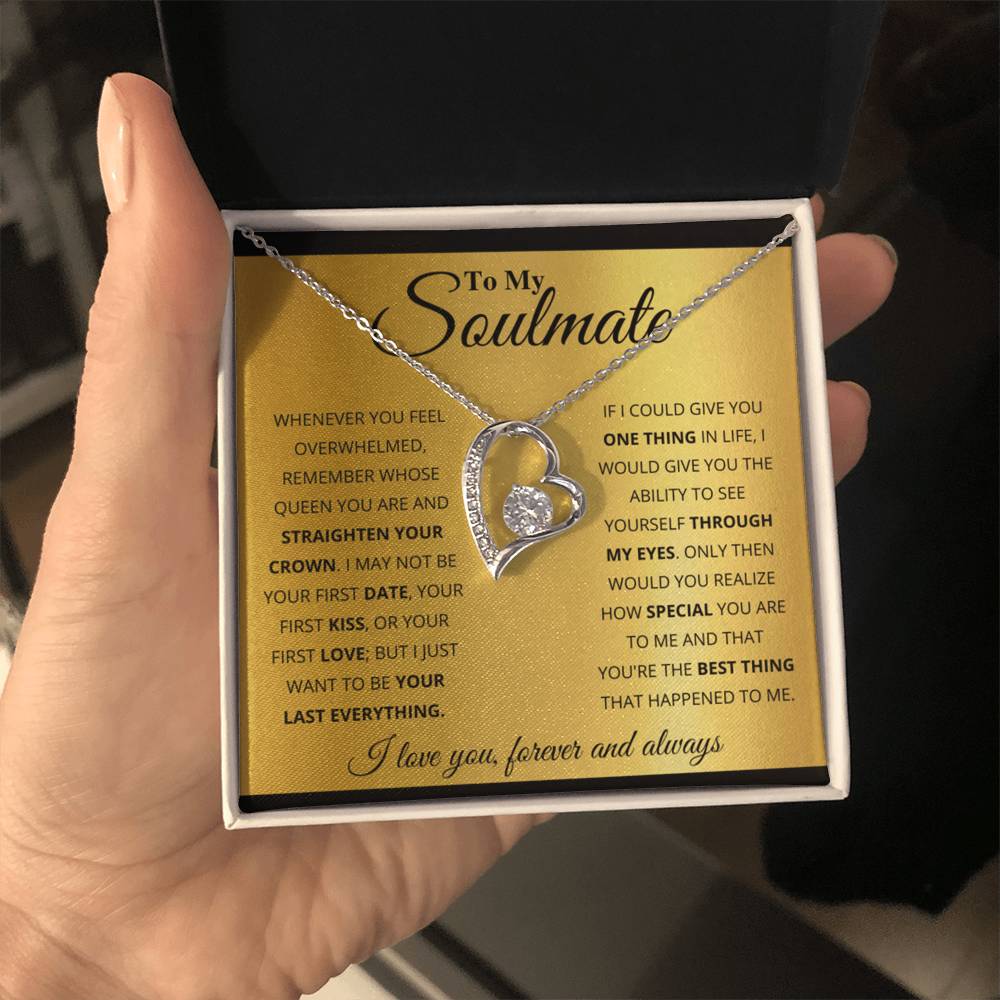 To My
Soulmate
WHENEVER YOU FEEL
OVERWHELMED,
REMEMBER WHOSE
QUEEN YOU ARE AND
STRAIGHTEN YOUR
CROWN. I MAY NOT BE
YOUR FIRST DATE, YOUR
FIRST KISS, OR YOUR
FIRST LOVE; BUT I JUST
WANT TO BE YOUR
LAST EVERYTHING.
IF I COULD GIVE YOU
ONE THING IN LIFE, I
WOULD GIVE YOU THE
ABILITY TO SEE
YOURSELF THROUGH
MY EYES. ONLY THEN
WOULD YOU REALIZE
HOW SPECIAL YOU ARE
TO ME AND THAT
YOU'RE THE BEST THING
THAT HAPPENED TO ME.
I love you, forever and always